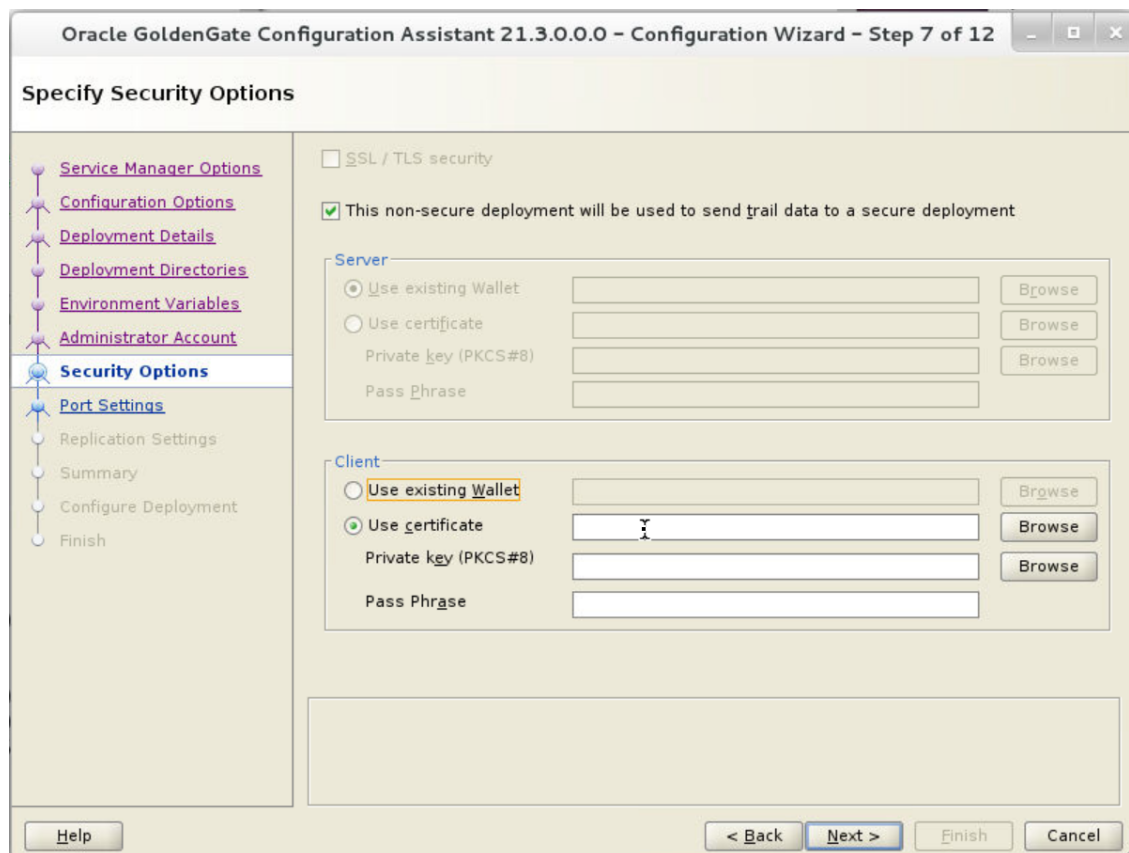 Oracle GoldenGate Configuration Assistant 21.3.0.0.0 – Configuration Wizard – Step 7 of 12
Specify Security Options
Service Manager Options
Configuration Options
Deployment Details
Deployment Directories
Environment Variables
Administrator Account
Security Options
Port Settings
Replication Settings
Summary
Configure Deployment
Finish
SSL / TLS security
This non-secure deployment will be used to send trail data to a secure deployment
Server
Use existing Wallet Browse
Use certificate Browse
Private key (PKCS#8) Browse
Pass Phrase
Client
Use existing Wallet Browse
Use certificate Browse
Private key (PKCS#8) Browse
Pass Phrase
Help < Back Next > Finish Cancel